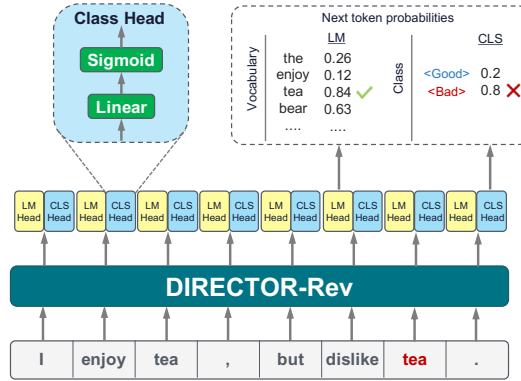 Class Head
Sigmoid
Linear
Next token probabilities
LM
CLS
Vocabulary
the 0.26
enjoy 0.12
tea 0.84
bear 0.63
.... ....
Class
<Good> 0.2
<Bad> 0.8
LM Head CLS Head LM Head CLS Head LM Head CLS Head LM Head CLS Head LM Head CLS Head LM Head CLS Head LM Head CLS Head LM Head CLS Head
DIRECTOR-Rev
I enjoy tea , but dislike tea .